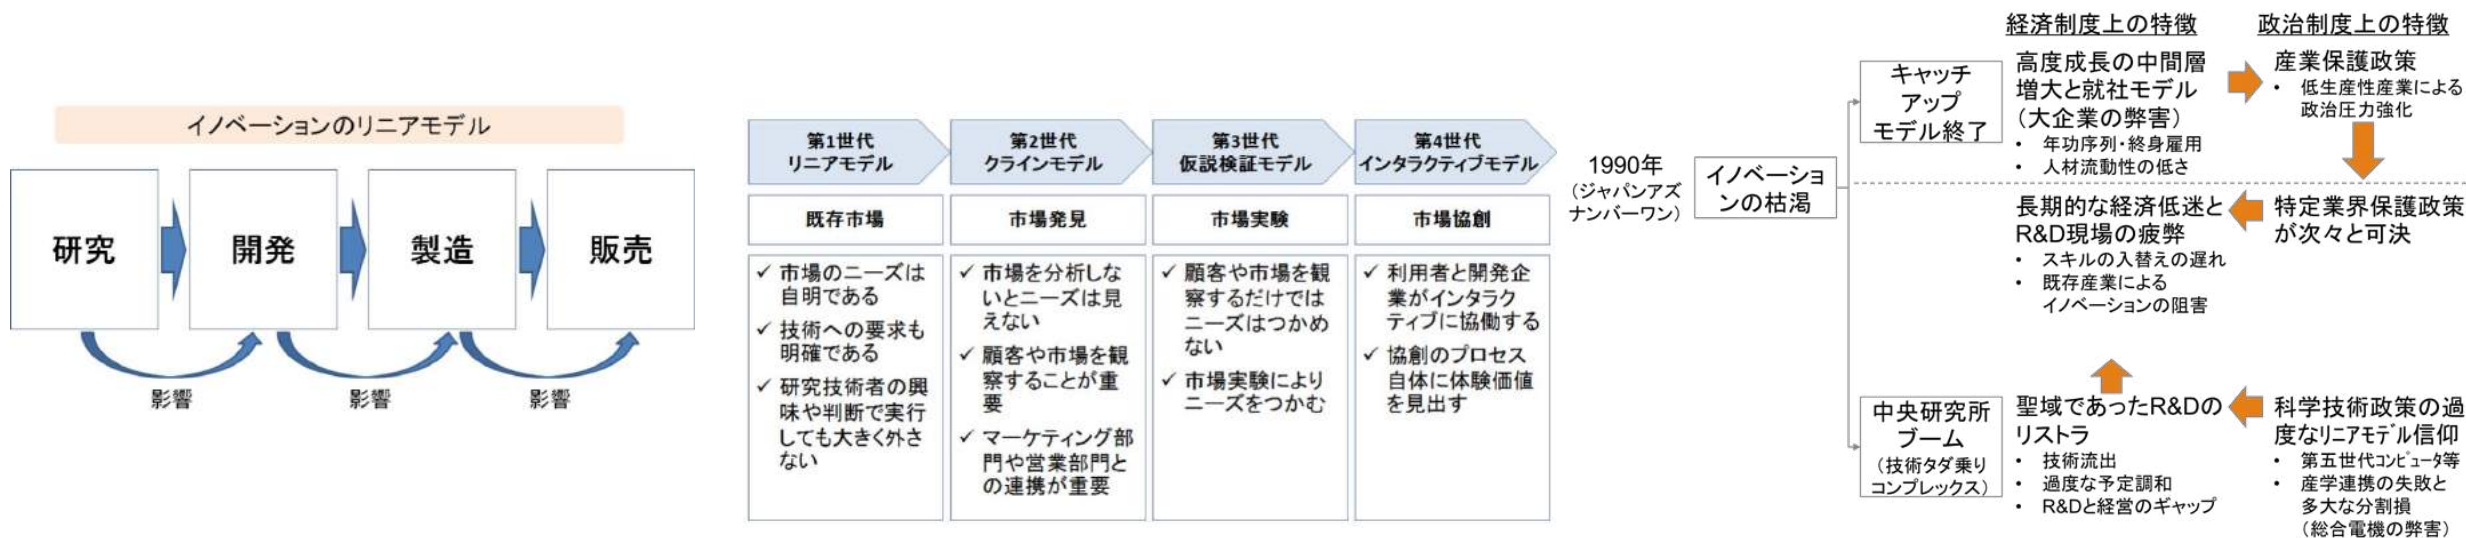 イノベーションのリニアモデル
研究
開発
製造
販売
影響
影響
影響
第1世代
リニアモデル
第2世代
クラインモデル
第3世代
仮説検証モデル
第4世代
インタラクティブモデル
既存市場
市場発見
市場実験
市場協創
✓ 市場のニーズは
自明である
✓ 技術への要求も
明確である
✓ 研究技術者の興
味や判断で実行
しても大きく外さ
ない
✓ 市場を分析しな
いとニーズは見
えない
✓ 顧客や市場を観
察することが重
要
✓ マーケティング部
門や営業部門と
の連携が重要
✓ 顧客や市場を観
察するだけでは
ニーズはつかめ
ない
✓ 市場実験により
ニーズをつかむ
✓ 利用者と開発企
業がインタラク
ティブに協働する
✓ 協創のプロセス
自体に体験価値
を見出す
1990年
(ジャパンアズ
ナンバーワン)
イノベーショ
ンの枯渇
キャッチ
アップ
モデル終了
経済制度上の特徴
高度成長の中間層
増大と就社モデル
(大企業の弊害)
• 年功序列・終身雇用
• 人材流動性の低さ
政治制度上の特徴
産業保護政策
• 低生産性産業による
政治圧力強化
長期的な経済低迷と
R&D現場の疲弊
• スキルの入替えの遅れ
• 既存産業による
イノベーションの阻害
特定業界保護政策
が次々と可決
中央研究所
ブーム
(技術タダ乗り
コンプレックス)
聖域であったR&Dの
リストラ
• 技術流出
• 過度な予定調和
• R&Dと経営のギャップ
科学技術政策の過
度なリニアモデル信仰
• 第五世代コンピュータ等
• 産学連携の失敗と
多大な分割損
(総合電機の弊害)